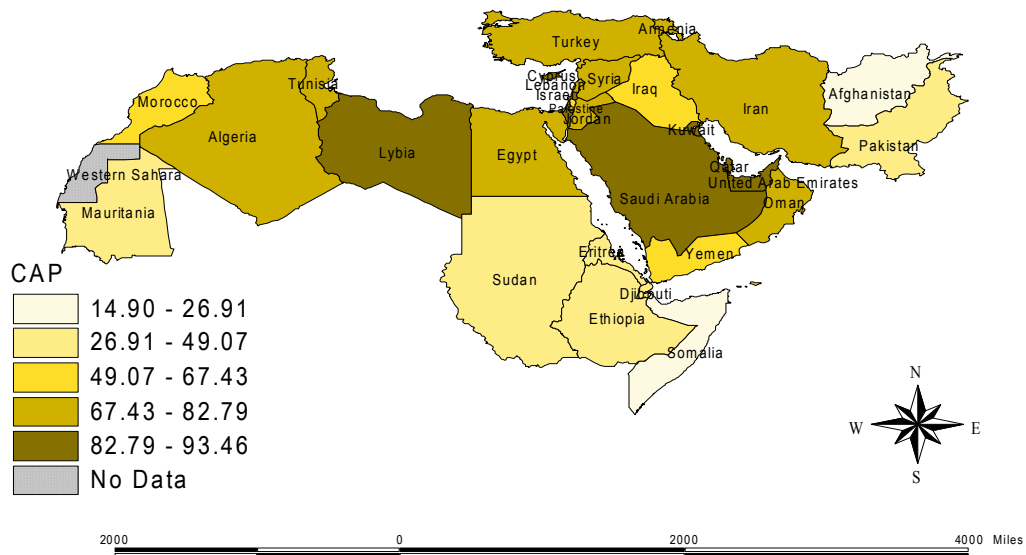 Armenia
Turkey
Tunisia
Cyprus
Syria
Lebanon
Iraq
Afghanistan
Israel
Morocco
Palestine
Iran
Jordan
Algeria
Kuwait
Lybia
Egypt
Pakistan
Qatar
Western Sahara
United Arab Emirates
Saudi Arabia
Oman
Mauritania
Eritrea
Yemen
CAP
Sudan
Djibouti
14.90 - 26.91
Ethiopia
26.91 - 49.07
Somalia
49.07 - 67.43
N
67.43 - 82.79
W E
82.79 - 93.46
S
No Data
2000 0 2000 4000 Miles